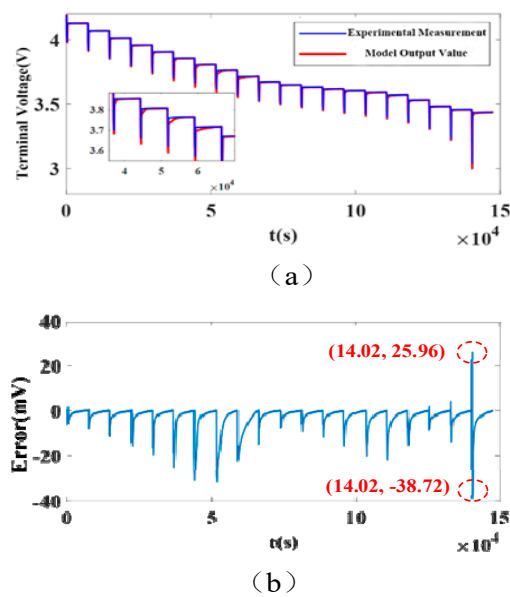 (a)
Experimental Measurement
Model Output Value
Terminal Voltage(V)
4
3.5
3
3.8
3.7
3.6
4 5 6
×10⁴
0 5 10 15
t(s)
×10⁴
(a)
40
20
0
-20
-40
Error(mV)
(14.02, 25.96)
(14.02, -38.72)
0 5 10 15
t(s)
×10⁴
(b)